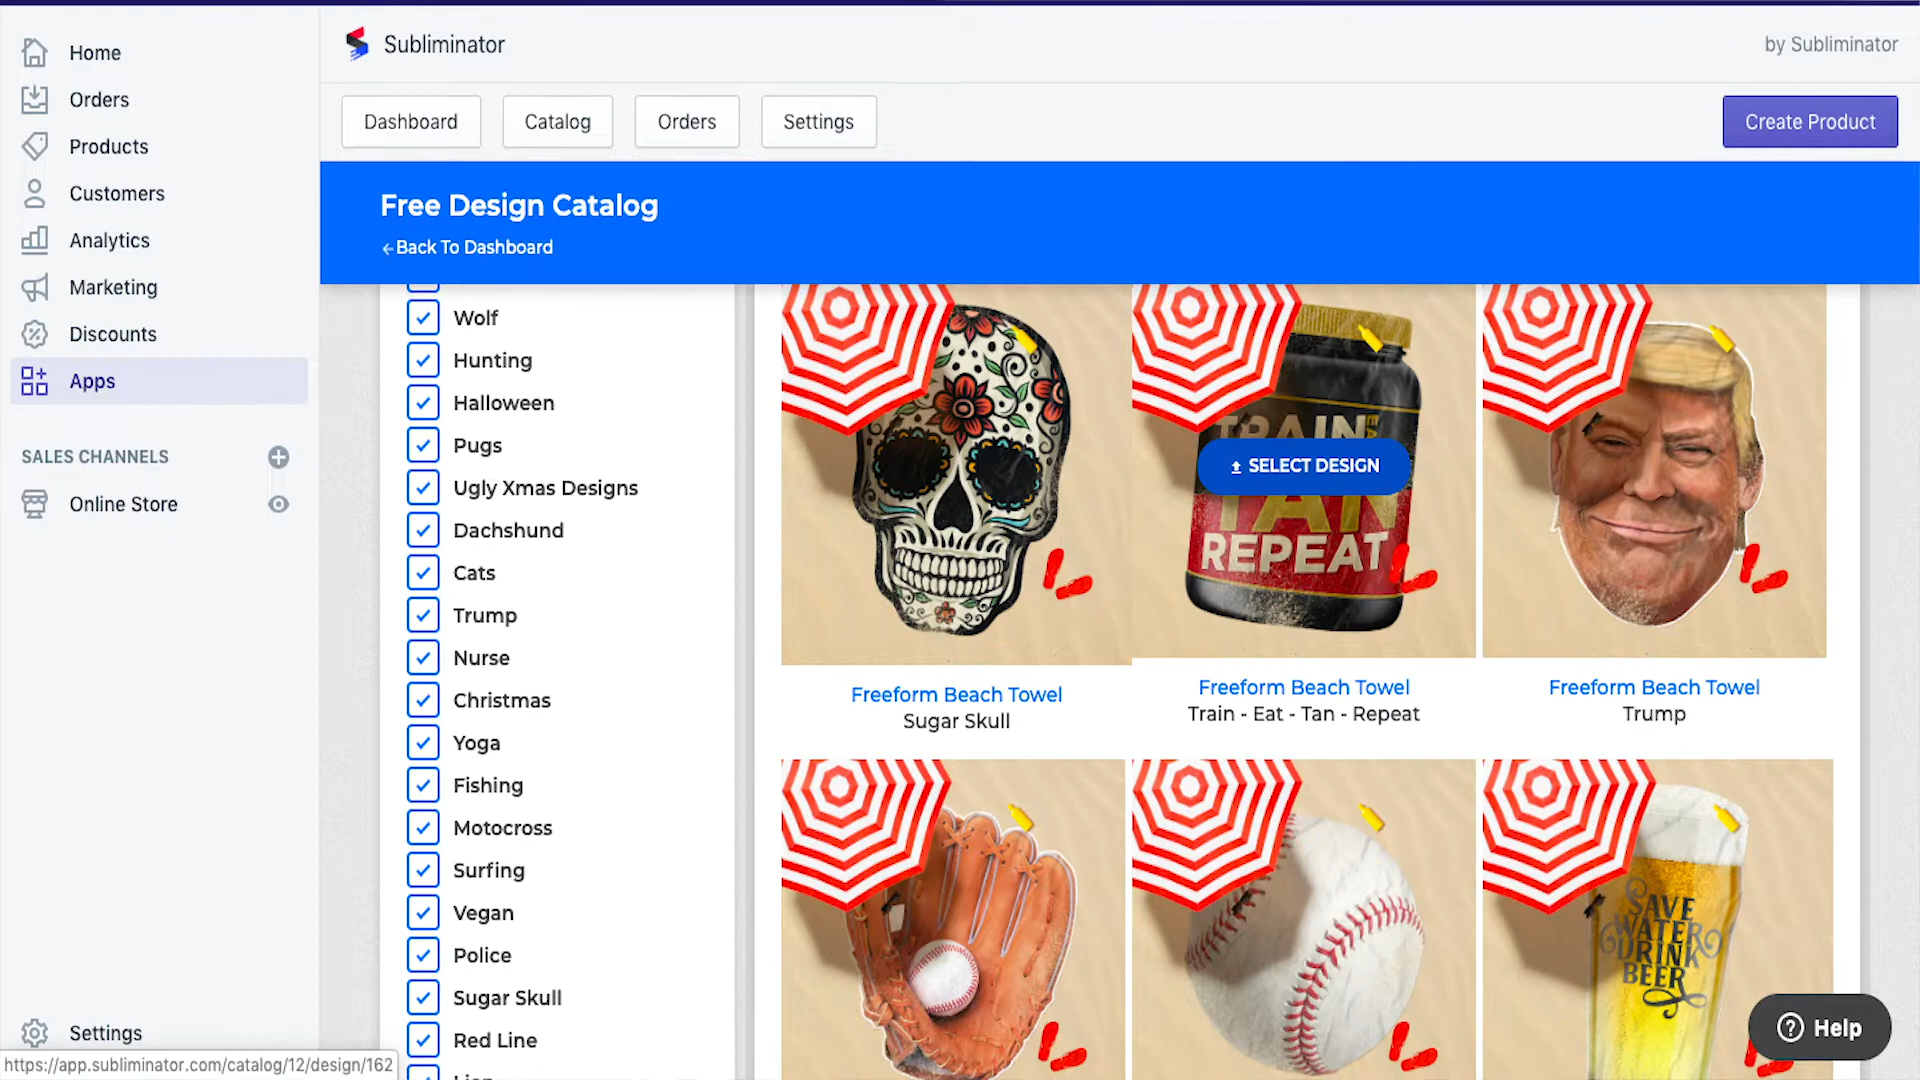 Home
Orders
Products
Customers
Analytics
Marketing
Discounts
Apps
SALES CHANNELS
Online Store
Settings
https://app.subliminator.com/catalog/12/design/162
Subliminator
by Subliminator
Dashboard
Catalog
Orders
Settings
Create Product
Free Design Catalog
←Back To Dashboard
Wolf
Hunting
Halloween
Pugs
Ugly Xmas Designs
Dachshund
Cats
Trump
Nurse
Christmas
Yoga
Fishing
Motocross
Surfing
Vegan
Police
Sugar Skull
Red Line
TRAIN
EA
SELECT DESIGN
TAN
REPEAT
Freeform Beach Towel
Sugar Skull
Freeform Beach Towel
Train - Eat - Tan - Repeat
Freeform Beach Towel
Trump
SAVE
WATER
DRINK
BEER
Help